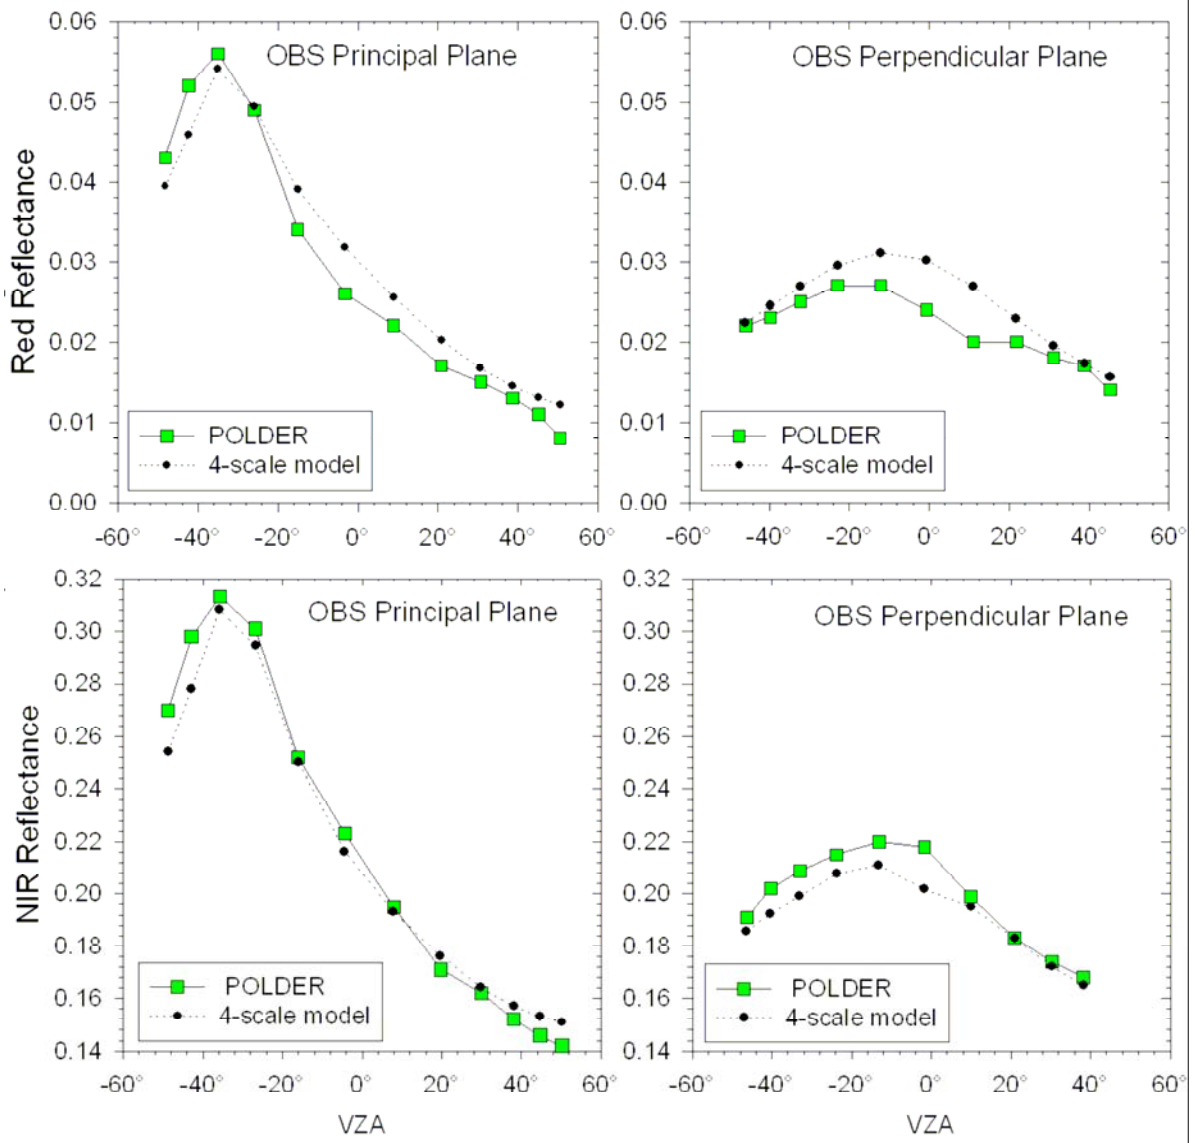 OBS Principal Plane
Red Reflectance
0.06
0.05
0.04
0.03
0.02
0.01
0.00
POLDER
4-scale model
-60° -40° -20° 0° 20° 40° 60°
OBS Perpendicular Plane
0.06
0.05
0.04
0.03
0.02
0.01
0.00
POLDER
4-scale model
-60° -40° -20° 0° 20° 40° 60°
OBS Principal Plane
NIR Reflectance
0.32
0.30
0.28
0.26
0.24
0.22
0.20
0.18
0.16
0.14
POLDER
4-scale model
-60° -40° -20° 0° 20° 40° 60°
VZA
OBS Perpendicular Plane
0.32
0.30
0.28
0.26
0.24
0.22
0.20
0.18
0.16
0.14
POLDER
4-scale model
-60° -40° -20° 0° 20° 40° 60°
VZA